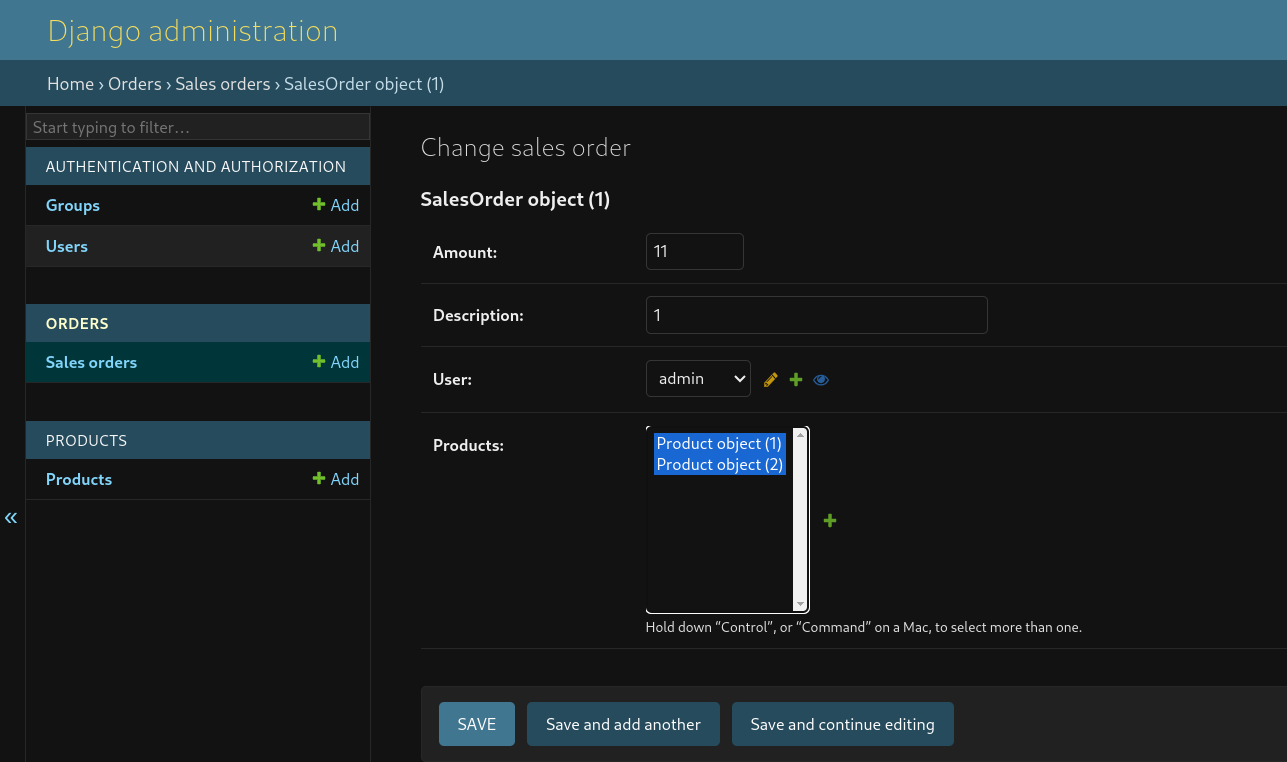 Django administration
Home › Orders › Sales orders › SalesOrder object (1)
Start typing to filter…
AUTHENTICATION AND AUTHORIZATION
Groups Add
Users Add
ORDERS
Sales orders Add
PRODUCTS
Products Add
«
Change sales order
SalesOrder object (1)
Amount: 11
Description: 1
User: admin
Products: Product object (1)
Product object (2)
Hold down “Control”, or “Command” on a Mac, to select more than one.
SAVE Save and add another Save and continue editing